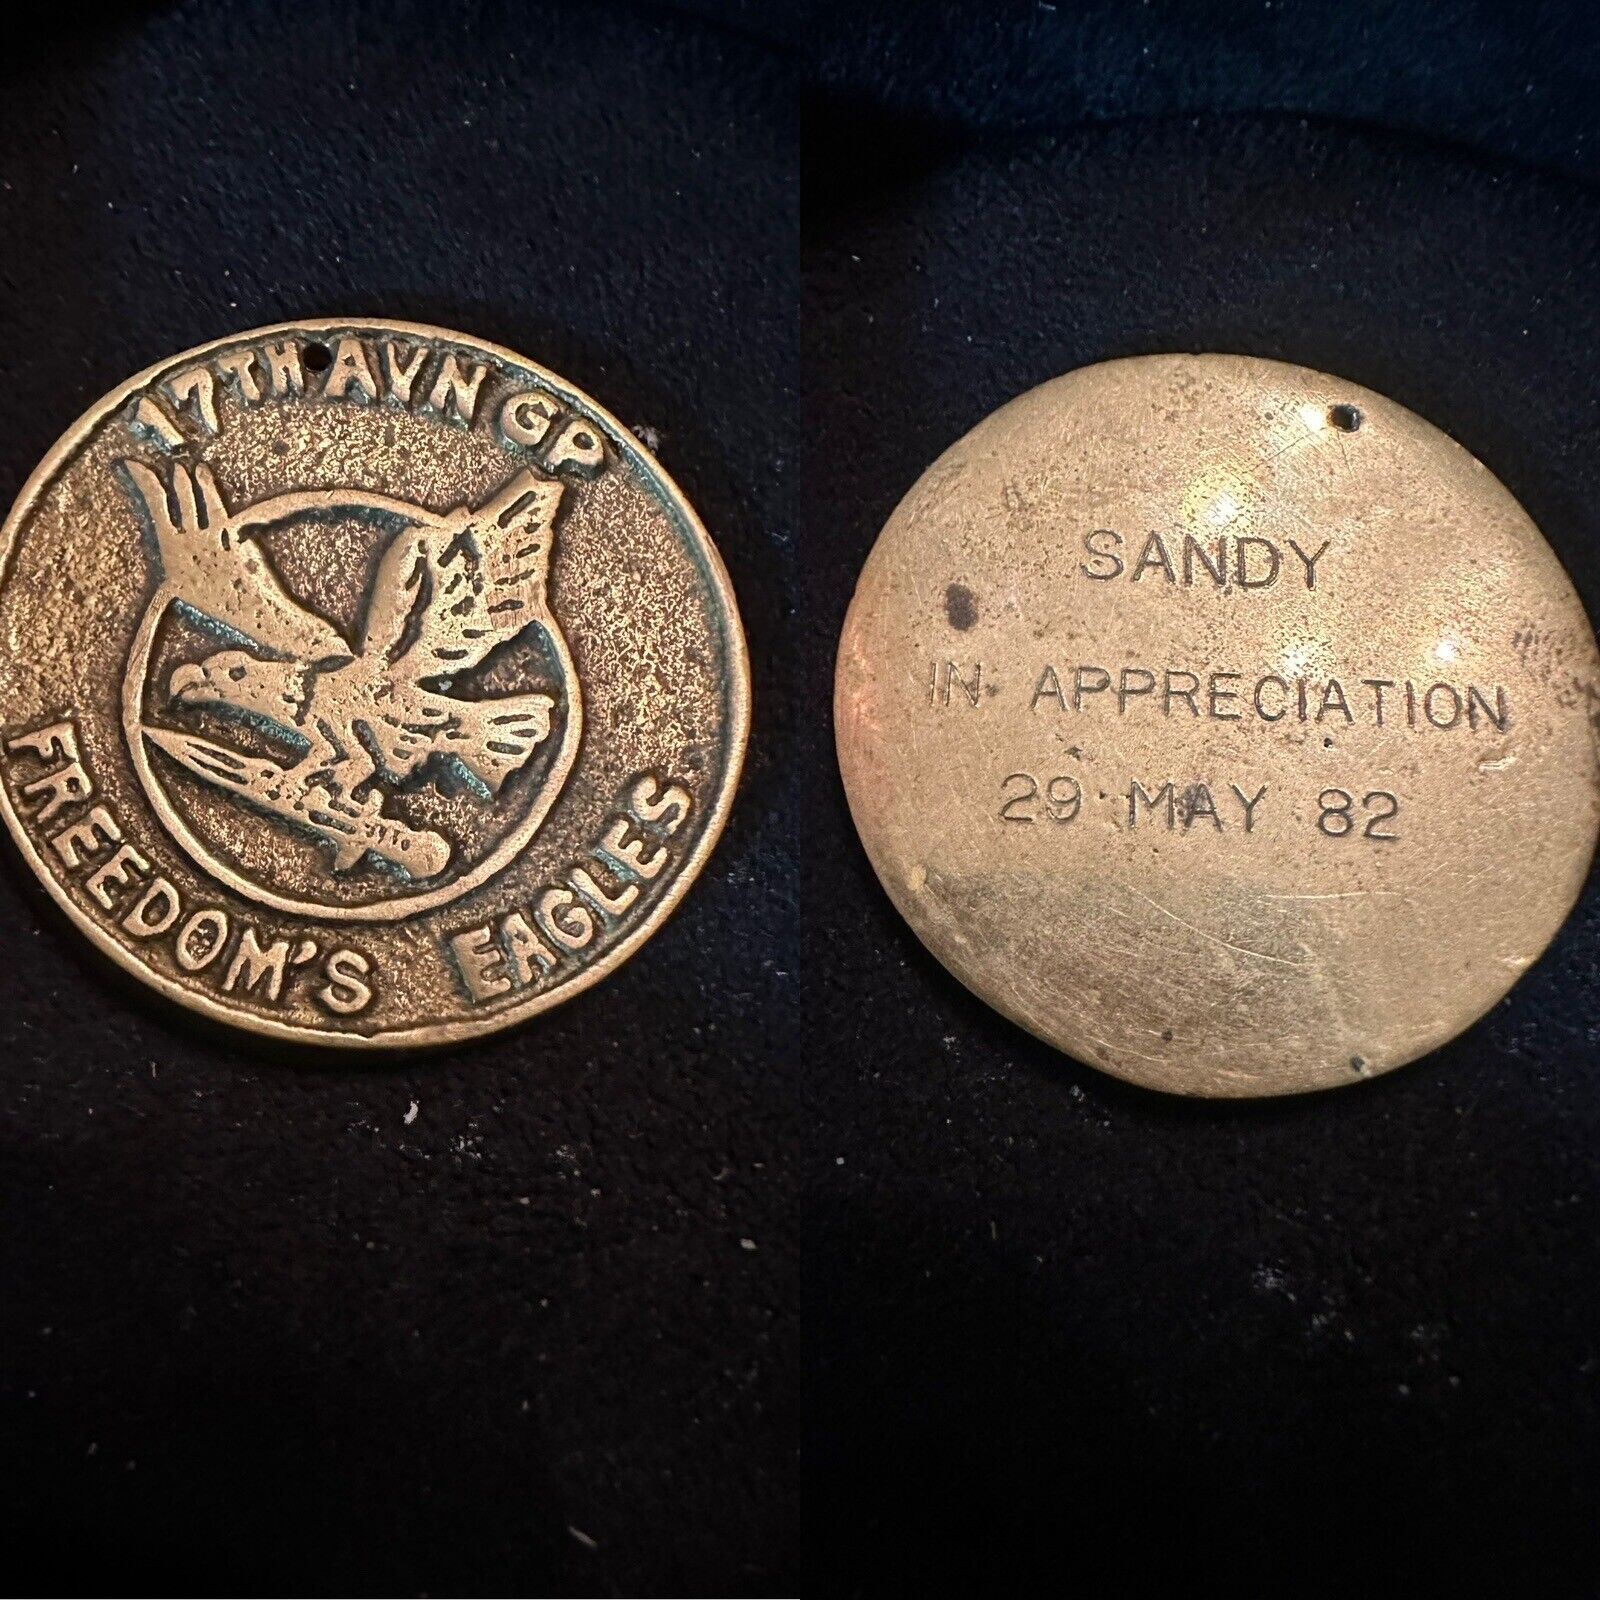 17TH AVN GP
FREEDOM'S EAGLES
SANDY
IN APPRECIATION
29 MAY 82